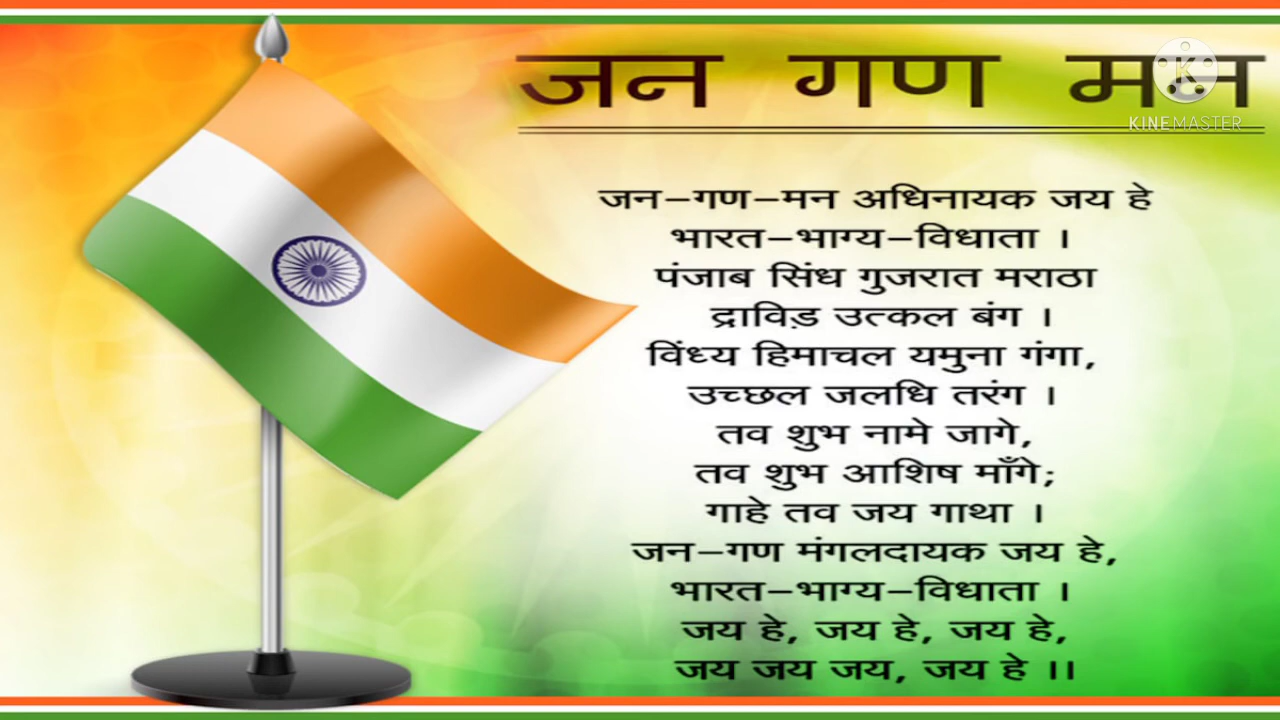 जन गण मन
KINEMASTER
जन-गण-मन अधिनायक जय हे
भारत-भाग्य-विधाता ।
पंजाब सिंध गुजरात मराठा
द्राविड़ उत्कल बंग ।
विंध्य हिमाचल यमुना गंगा,
उच्छल जलधि तरंग ।
तव शुभ नामे जागे,
तव शुभ आशिष माँगे;
गाहे तव जय गाथा ।
जन-गण मंगलदायक जय हे,
भारत-भाग्य-विधाता ।
जय हे, जय हे, जय हे,
जय जय जय, जय हे ।।